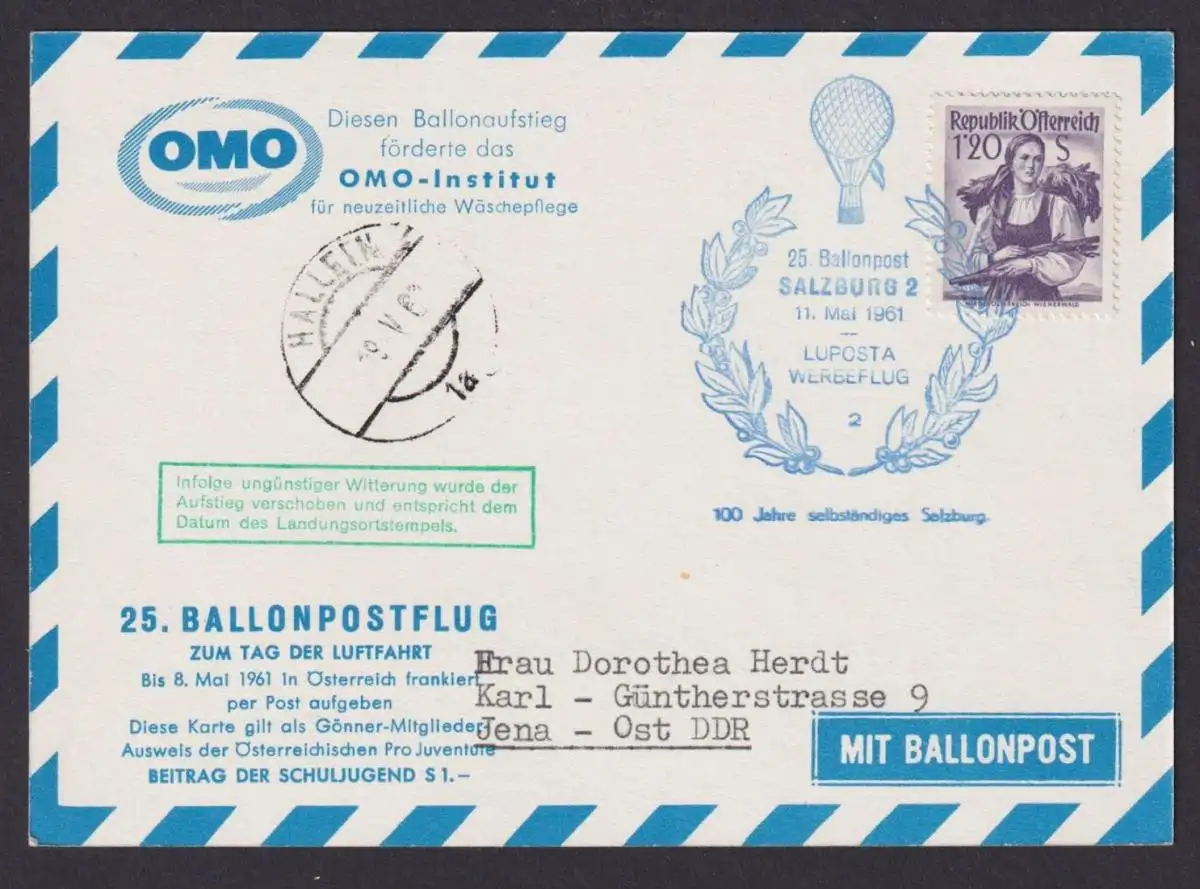 OMO
Diesen Ballonaufstieg
förderte das
OMO-Institut
für neuzeitliche Wäschepflege
HALLEIN
1a
25. Ballonpost
SALZBURG 2
11. Mai 1961
LUPOSTA
WERBEFLUG
2
100 Jahre selbständiges Salzburg.
Republik Österreich
1'20 S
WIENERWALD
Infolge ungünstiger Witterung wurde der
Aufstieg verschoben und entspricht dem
Datum des Landungsortstempels.
25. BALLONPOSTFLUG
ZUM TAG DER LUFTFAHRT
Bis 8. Mai 1961 in Österreich frankiert
per Post aufgeben
Diese Karte gilt als Gönner-Mitglieder-
Ausweis der Österreichischen Pro Juventute
BEITRAG DER SCHULJUGEND S 1.–
Frau Dorothea Herdt
Karl - Güntherstrasse 9
Jena - Ost DDR
MIT BALLONPOST